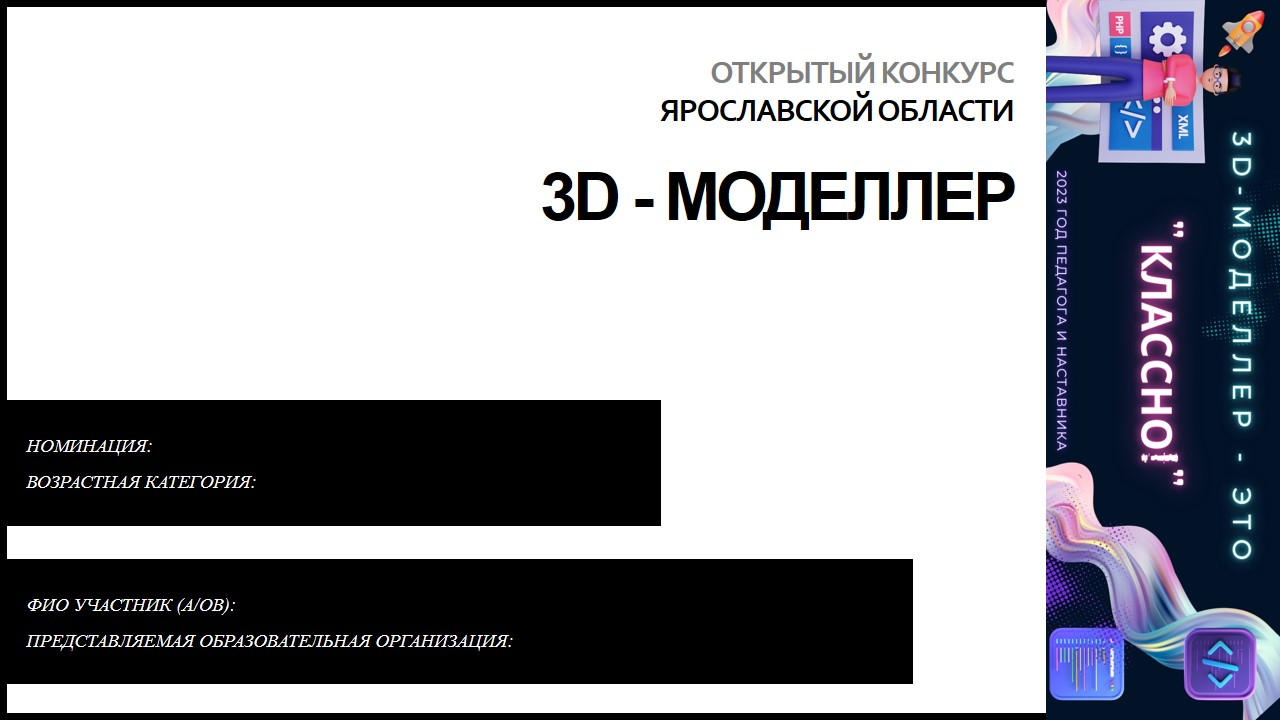 ОТКРЫТЫЙ КОНКУРС
ЯРОСЛАВСКОЙ ОБЛАСТИ
3D - МОДЕЛЛЕР
НОМИНАЦИЯ:
ВОЗРАСТНАЯ КАТЕГОРИЯ:
ФИО УЧАСТНИК (А/ОВ):
ПРЕДСТАВЛЯЕМАЯ ОБРАЗОВАТЕЛЬНАЯ ОРГАНИЗАЦИЯ:
3D-МОДЕЛЛЕР - ЭТО
" КЛАССНО! "
2023 ГОД ПЕДАГОГА И НАСТАВНИКА
PHP
{}
XML
</>
</>